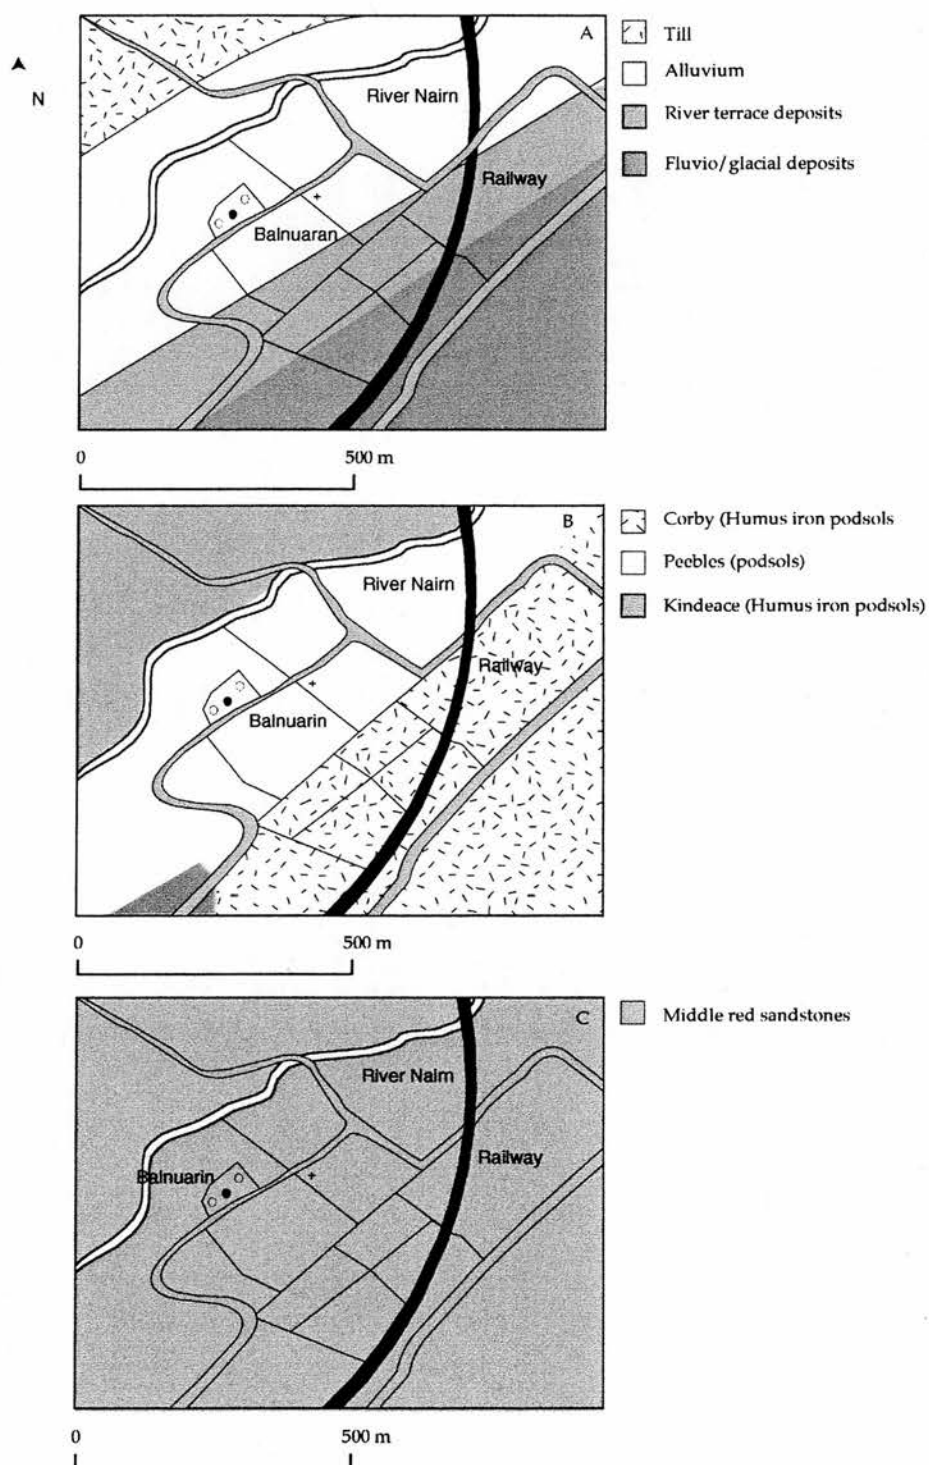 A
Till
Alluvium
River terrace deposits
Fluvio/glacial deposits
N
River Nairn
Railway
Balnuaran
0 500 m
B
Corby (Humus iron podsols
Peebles (podsols)
Kindeace (Humus iron podsols)
River Nairn
Railway
Balnuarin
0 500 m
C
Middle red sandstones
River Nairn
Balnuarin
Railway
0 500 m